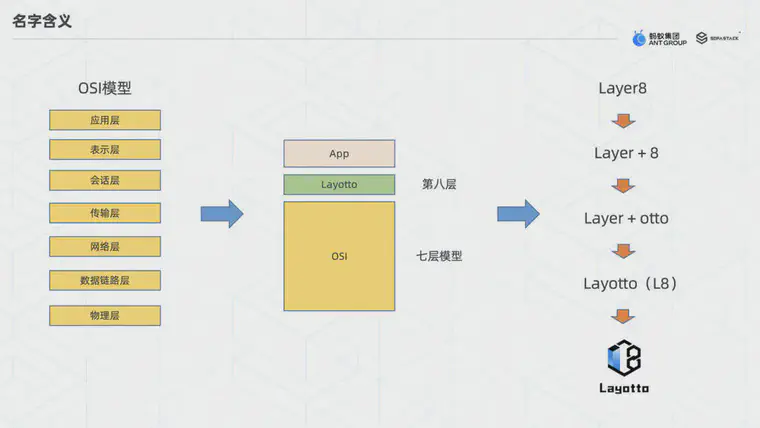 名字含义
蚂蚁集团
ANT GROUP
SOFASTACK
OSI模型
应用层
表示层
会话层
传输层
网络层
数据链路层
物理层
App
Layotto
第八层
OSI
七层模型
Layer8
Layer + 8
Layer + otto
Layotto（L8）
L8
Layotto